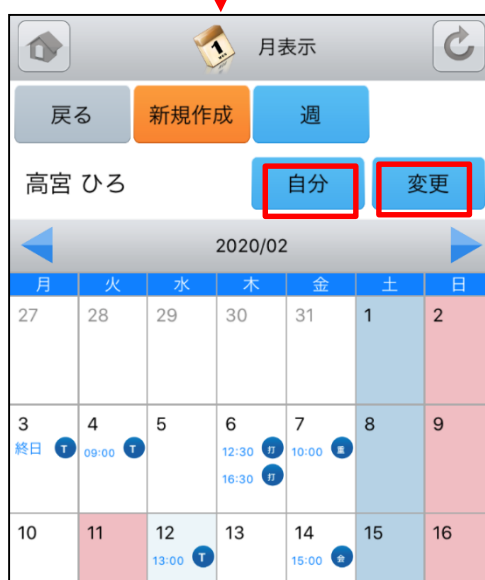 1
月表示
戻る 新規作成 週
高宮 ひろ 自分 変更
2020/02
月 火 水 木 金 土 日
27 28 29 30 31 1 2
3 4 5 6 7 8 9
終日 T 09:00 T 12:30 打 10:00 重
16:30 打
10 11 12 13 14 15 16
13:00 T 15:00 会